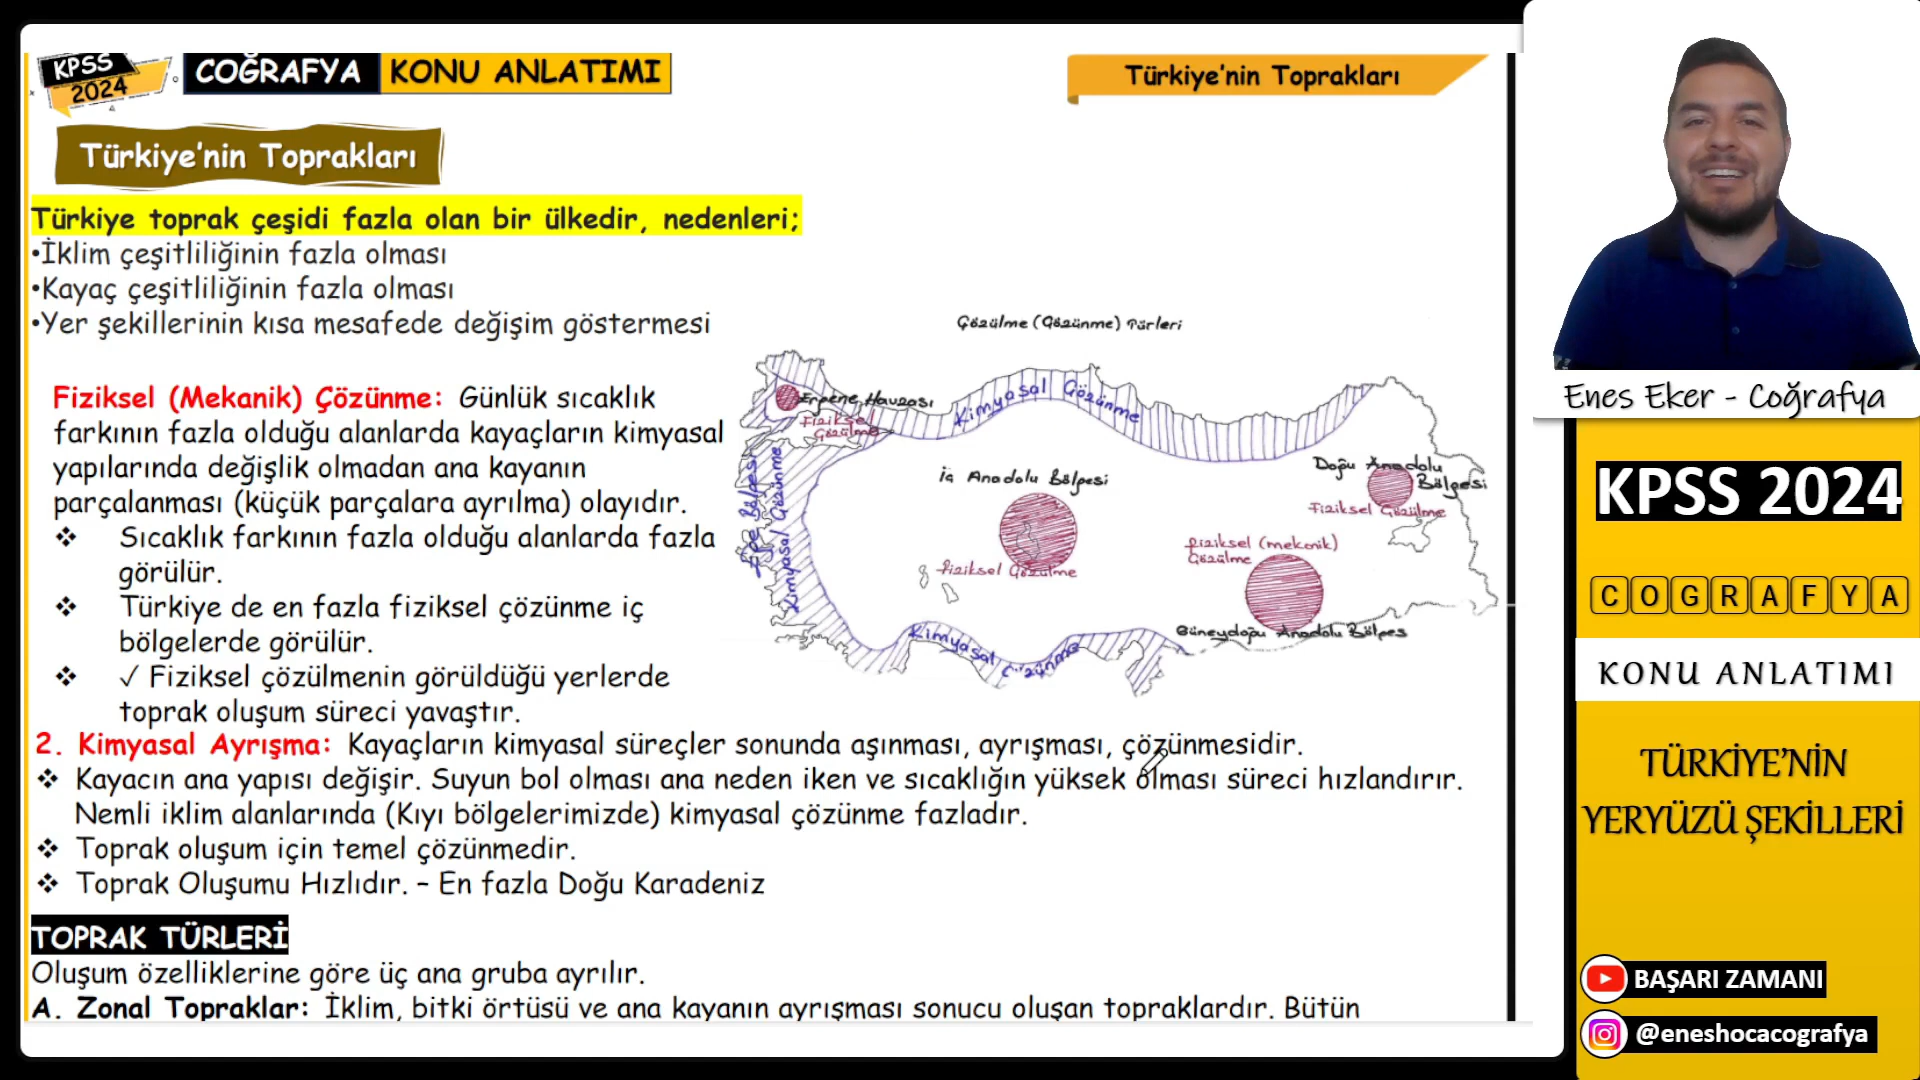 KPSS
2024
COĞRAFYA KONU ANLATIMI
Türkiye'nin Toprakları
Türkiye'nin Toprakları
Türkiye toprak çeşidi fazla olan bir ülkedir, nedenleri;
•İklim çeşitliliğinin fazla olması
•Kayaç çeşitliliğinin fazla olması
•Yer şekillerinin kısa mesafede değişim göstermesi
Fiziksel (Mekanik) Çözünme: Günlük sıcaklık
farkının fazla olduğu alanlarda kayaçların kimyasal
yapılarında değişlik olmadan ana kayanın
parçalanması (küçük parçalara ayrılma) olayıdır.
❖ Sıcaklık farkının fazla olduğu alanlarda fazla
görülür.
❖ Türkiye de en fazla fiziksel çözünme iç
bölgelerde görülür.
❖ ✓ Fiziksel çözülmenin görüldüğü yerlerde
toprak oluşum süreci yavaştır.
Çözülme (Çözünme) Türleri
Ergene Havzası
Fiziksel
Çözülme
Kimyasal Çözünme
Ege Bölgesi
Kimyasal Çözünme
İç Anadolu Bölgesi
Fiziksel Çözülme
Doğu Anadolu
Bölgesi
Fiziksel Çözülme
Fiziksel (mekanik)
Çözülme
Güneydoğu Anadolu Bölges
Kimyasal Çözünme
2. Kimyasal Ayrışma: Kayaçların kimyasal süreçler sonunda aşınması, ayrışması, çözünmesidir.
❖ Kayacın ana yapısı değişir. Suyun bol olması ana neden iken ve sıcaklığın yüksek olması süreci hızlandırır.
Nemli iklim alanlarında (Kıyı bölgelerimizde) kimyasal çözünme fazladır.
❖ Toprak oluşum için temel çözünmedir.
❖ Toprak Oluşumu Hızlıdır. – En fazla Doğu Karadeniz
TOPRAK TÜRLERİ
Oluşum özelliklerine göre üç ana gruba ayrılır.
A. Zonal Topraklar: İklim, bitki örtüsü ve ana kayanın ayrışması sonucu oluşan topraklardır. Bütün
Enes Eker - Coğrafya
KPSS 2024
COGRAFYA
KONU ANLATIMI
TÜRKİYE'NİN
YERYÜZÜ ŞEKİLLERİ
BAŞARI ZAMANI
@eneshocacografya